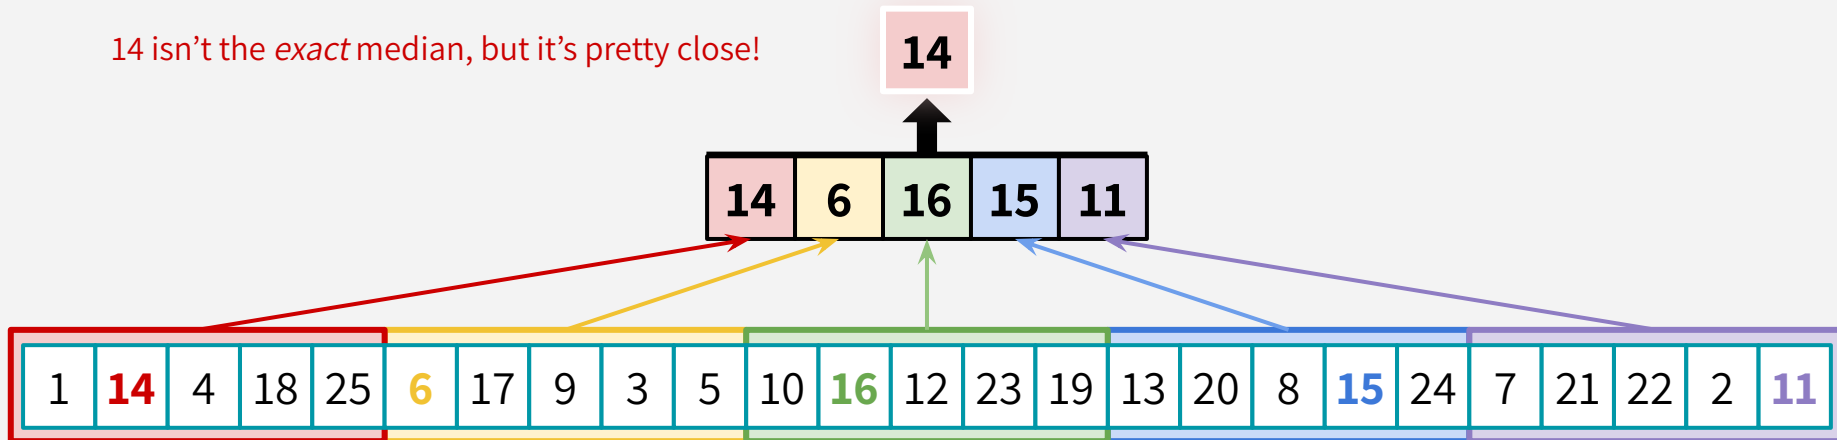 14
14 isn’t the exact median, but it’s pretty close!
14 6 16 15 11
1 14 4 18 25 6 17 9 3 5 10 16 12 23 19 13 20 8 15 24 7 21 22 2 11